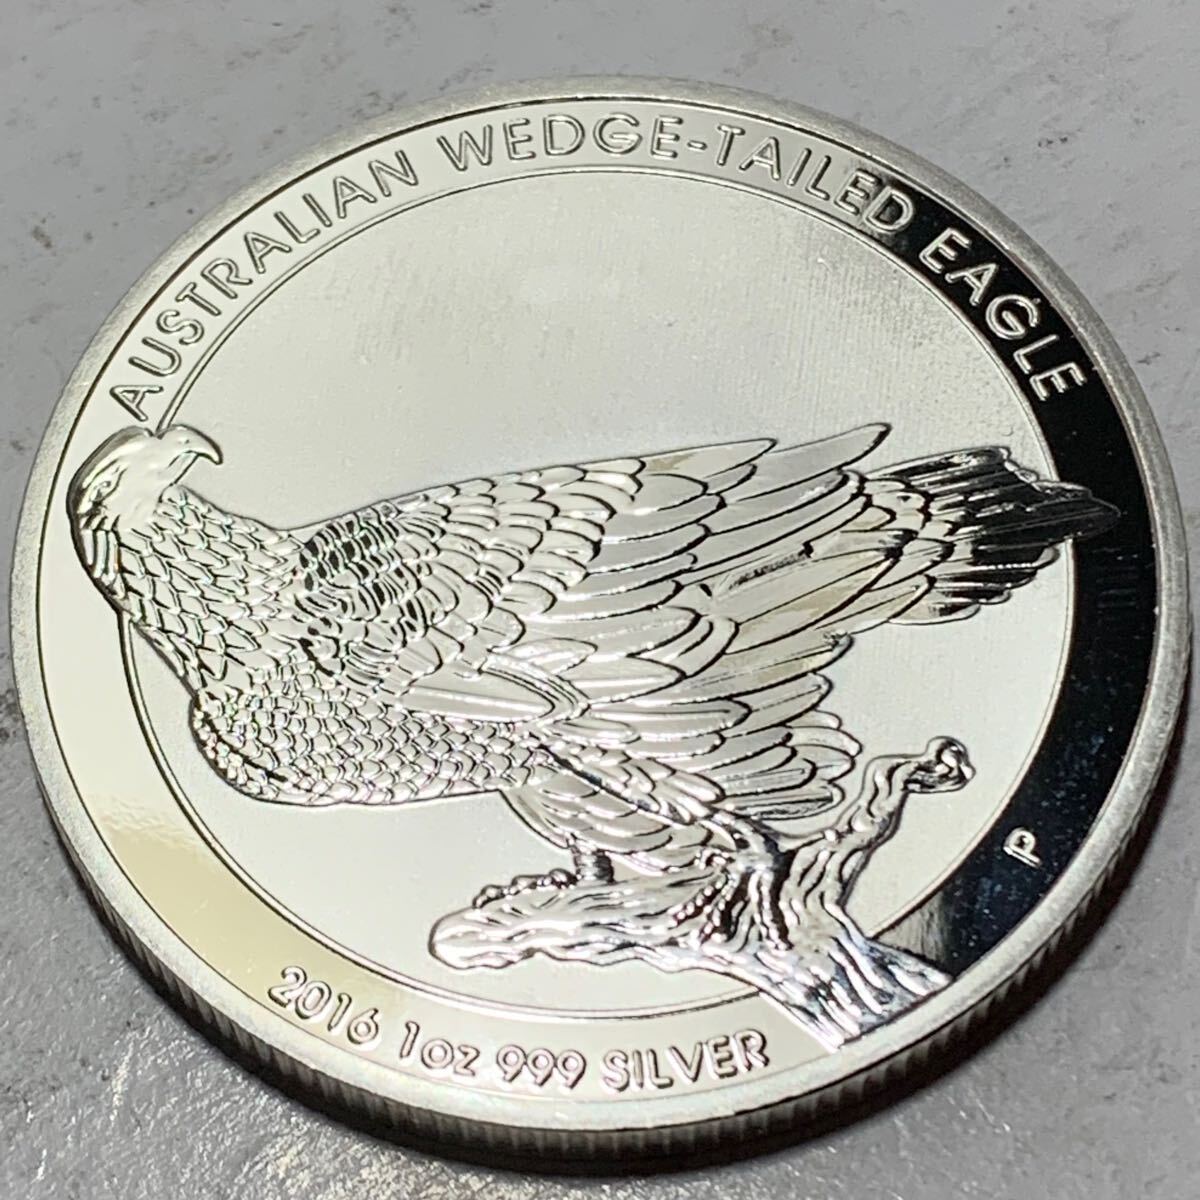 AUSTRALIAN WEDGE-TAILED EAGLE
P
2016 1oz 999 SILVER